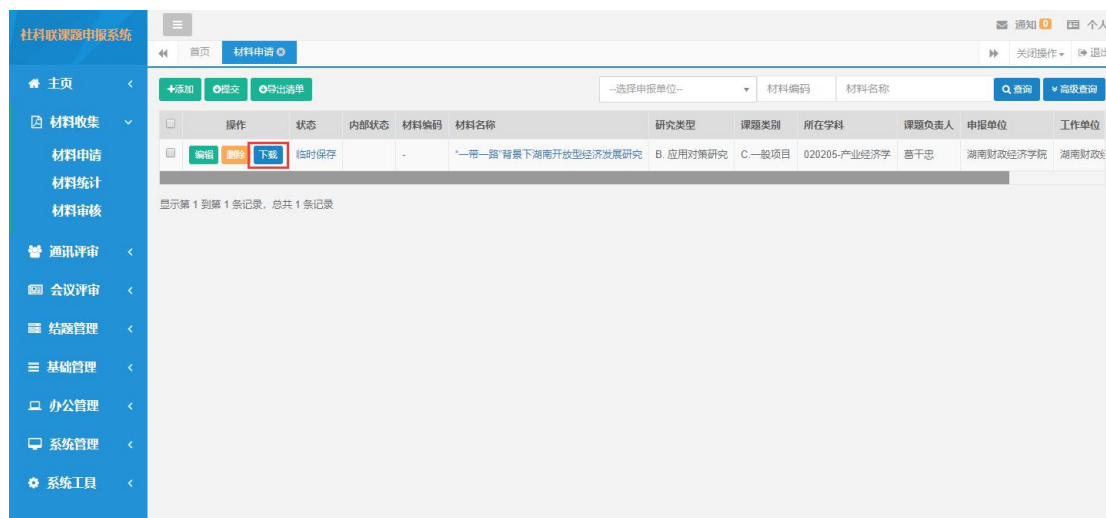 社科联课题申报系统
通知 0 个人
首页 材料申请 关闭操作 退出
主页
材料收集
材料申请
材料统计
材料审核
通讯评审
会议评审
结题管理
基础管理
办公管理
系统管理
系统工具
+添加 提交 导出清单 --选择申报单位-- 材料编码 材料名称 查询 高级查询
操作 状态 内部状态 材料编码 材料名称 研究类型 课题类别 所在学科 课题负责人 申报单位 工作单位
编辑 删除 下载 临时保存 - “一带一路”背景下湖南开放型经济发展研究 B. 应用对策研究 C.一般项目 020205-产业经济学 葛干忠 湖南财政经济学院 湖南财政经
显示第 1 到第 1 条记录，总共 1 条记录